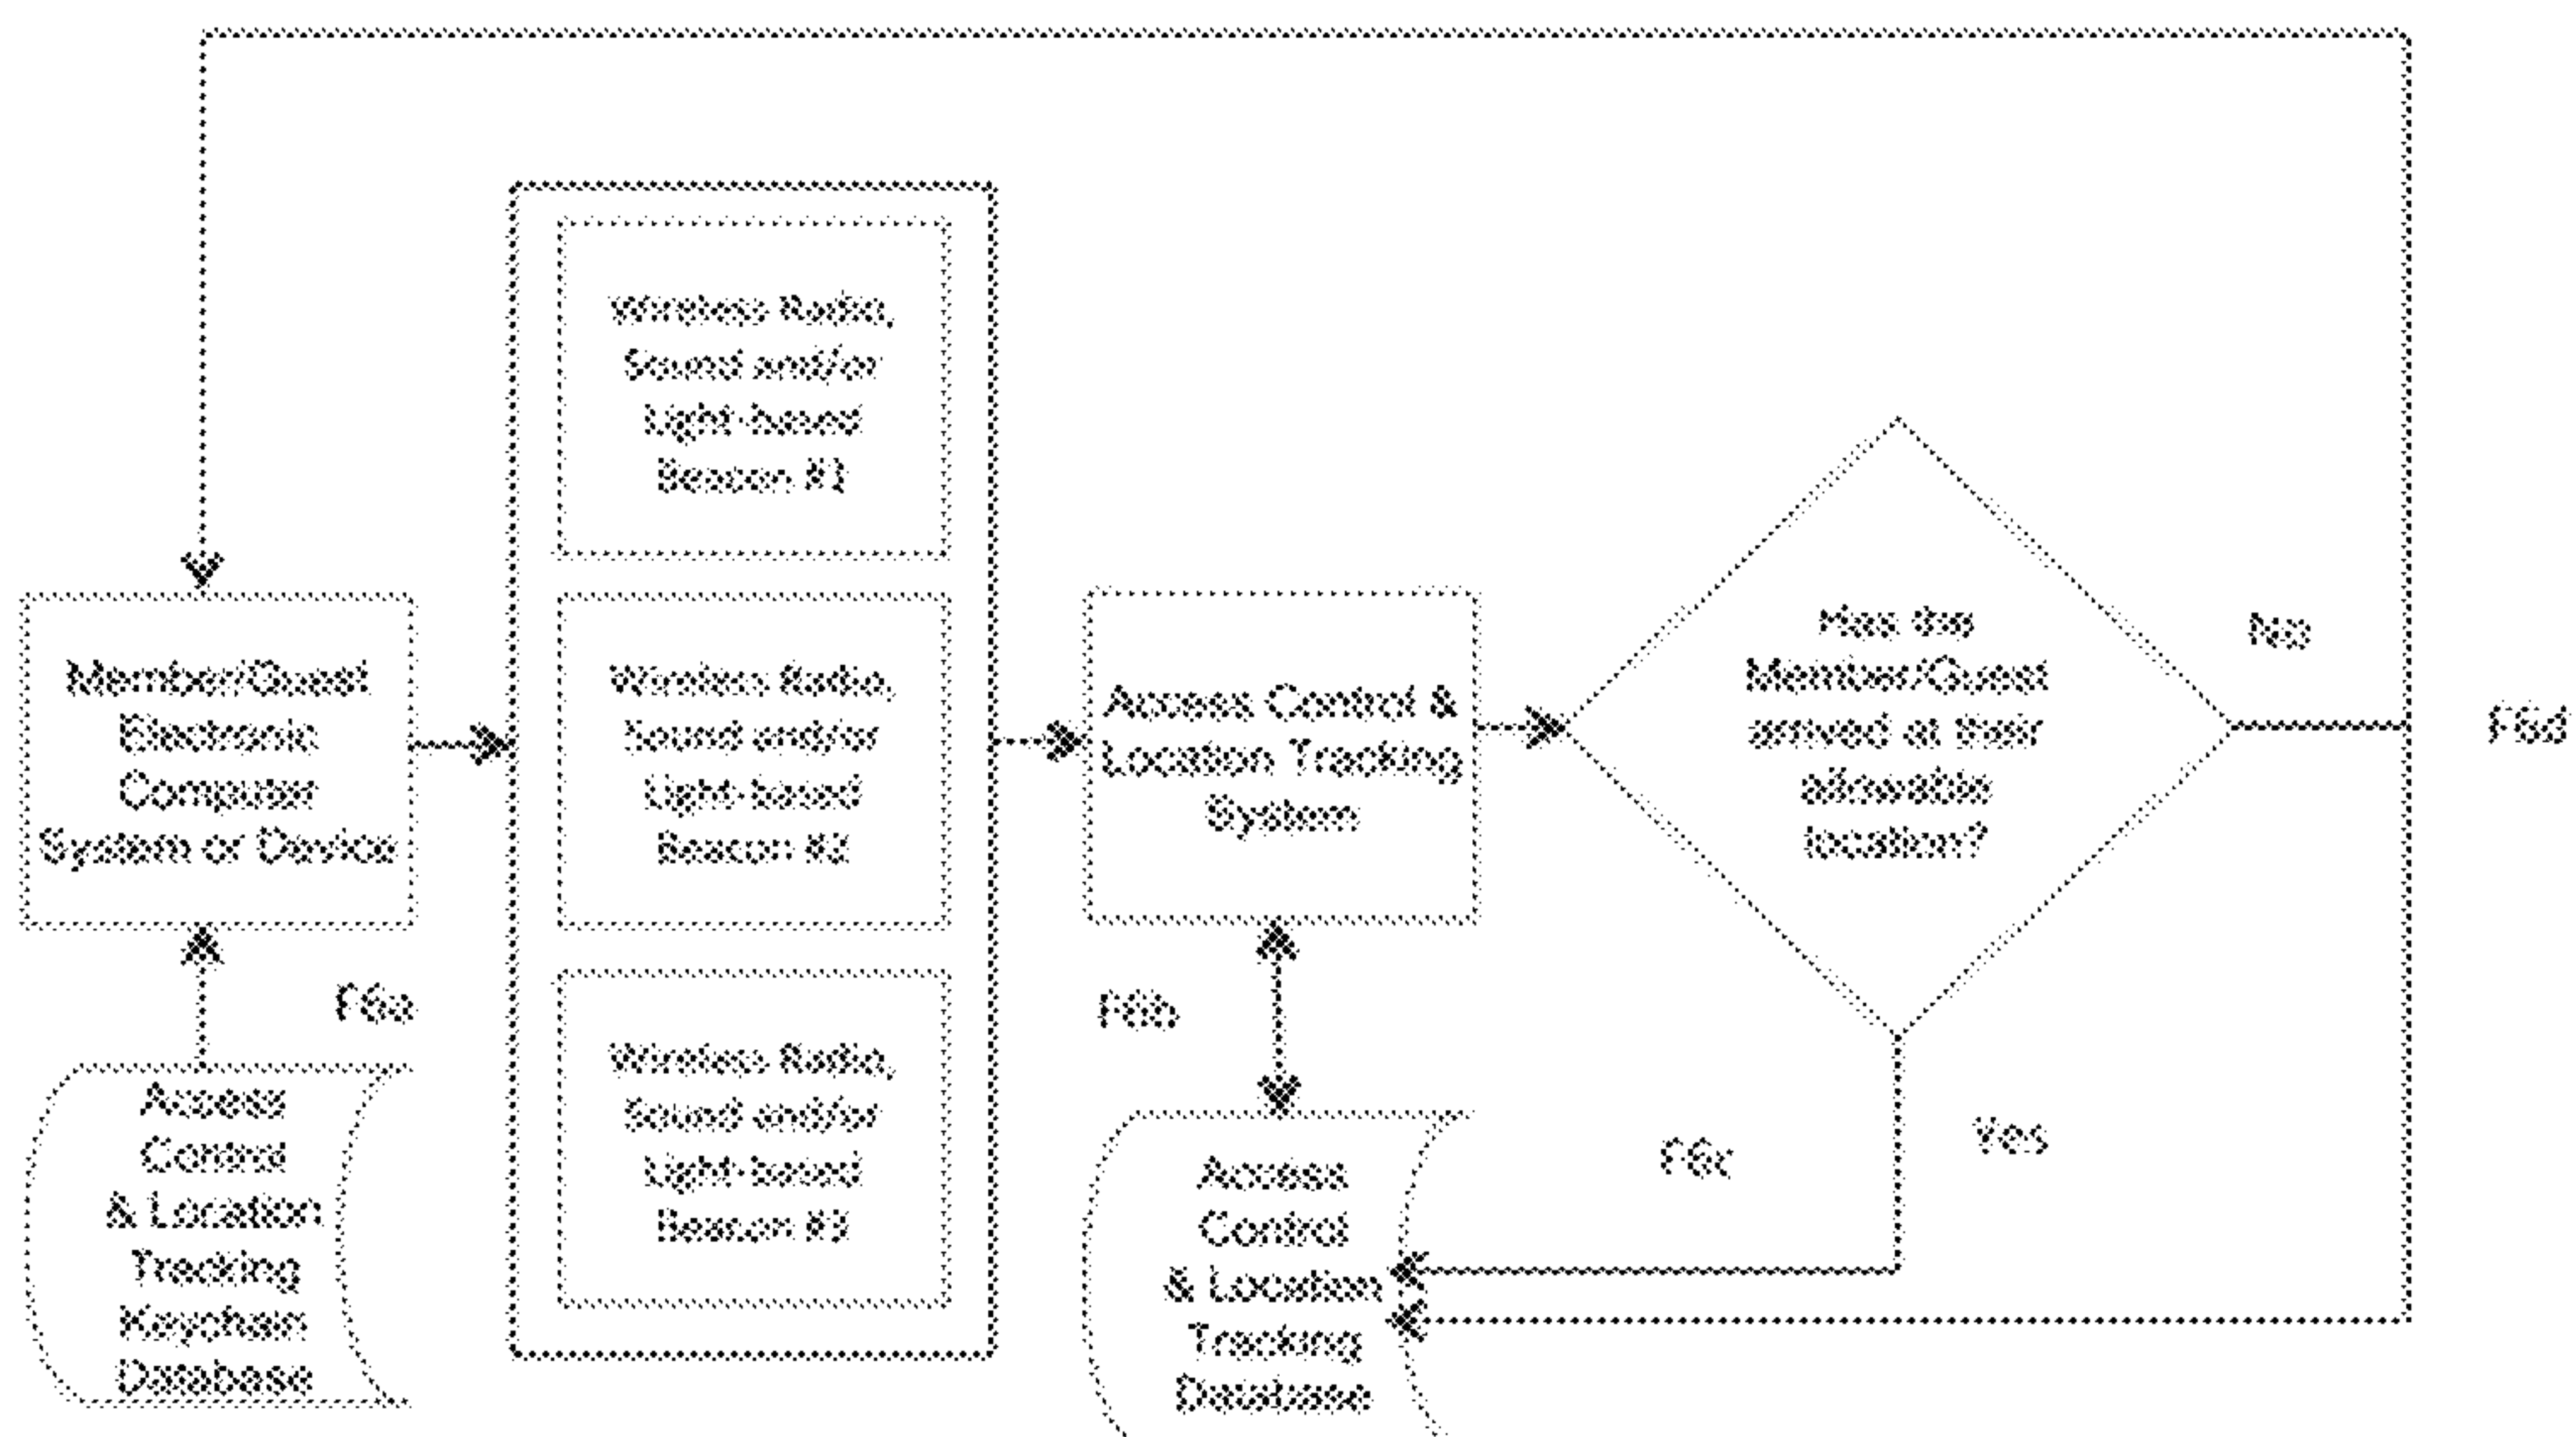 Member/Guest
Electronic
Computer
System or Device
F6a
Access
Control
& Location
Tracking
Keychain
Database
Wireless Radio,
Sound and/or
Light-based
Beacon #1
Wireless Radio,
Sound and/or
Light-based
Beacon #2
Wireless Radio,
Sound and/or
Light-based
Beacon #3
Access Control &
Location Tracking
System
F6b
Access
Control
& Location
Tracking
Database
Has the
Member/Guest
arrived at their
allowable
location?
No
F6d
Yes
F6c